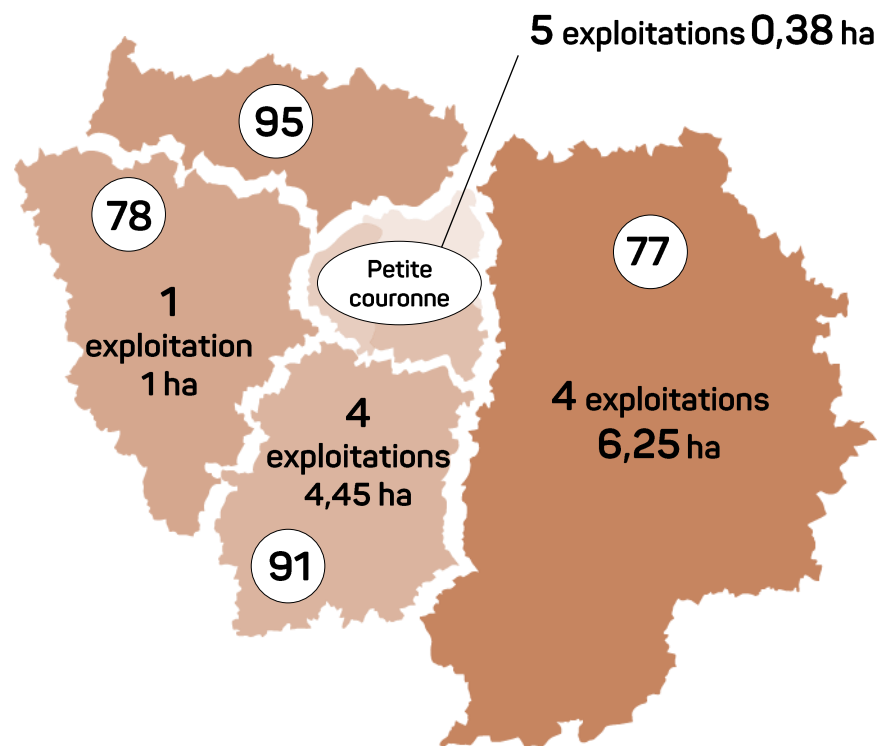 5 exploitations 0,38 ha
95
78
77
Petite
couronne
1
exploitation
1 ha
4 exploitations
6,25 ha
4
exploitations
4,45 ha
91